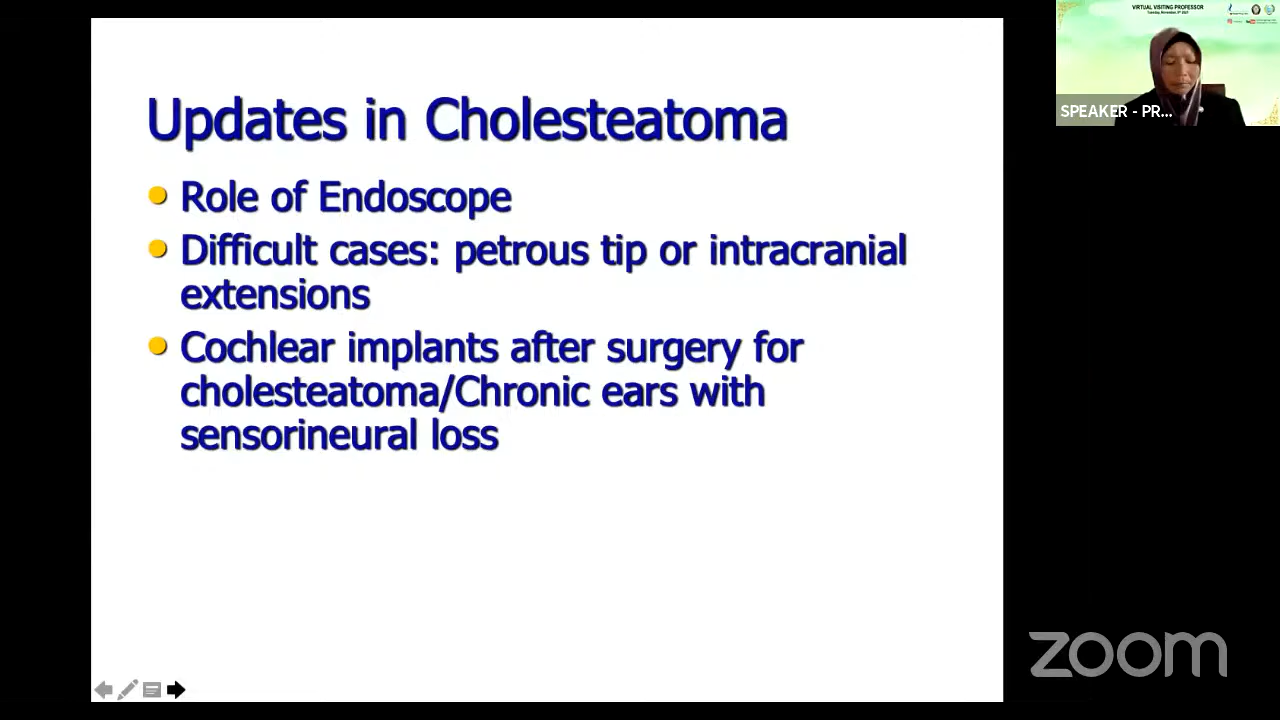 Updates in Cholesteatoma
Role of Endoscope
Difficult cases: petrous tip or intracranial
extensions
Cochlear implants after surgery for
cholesteatoma/Chronic ears with
sensorineural loss
VIRTUAL VISITING PROFESSOR
SPEAKER - PR...
zoom